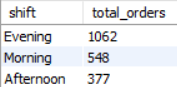 shift total_orders
Evening 1062
Morning 548
Afternoon 377